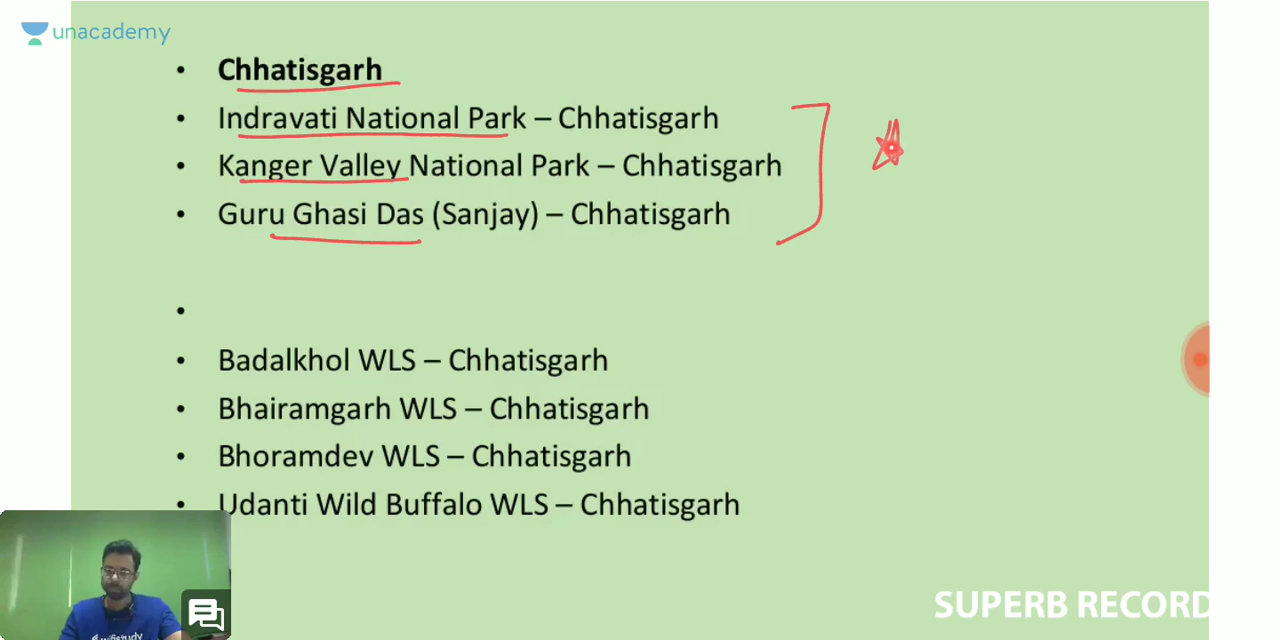 unacademy
• Chhatisgarh
• Indravati National Park – Chhatisgarh
• Kanger Valley National Park – Chhatisgarh
• Guru Ghasi Das (Sanjay) – Chhatisgarh
•
• Badalkhol WLS – Chhatisgarh
• Bhairamgarh WLS – Chhatisgarh
• Bhoramdev WLS – Chhatisgarh
• Udanti Wild Buffalo WLS – Chhatisgarh
wifistudy
SUPERB RECORD